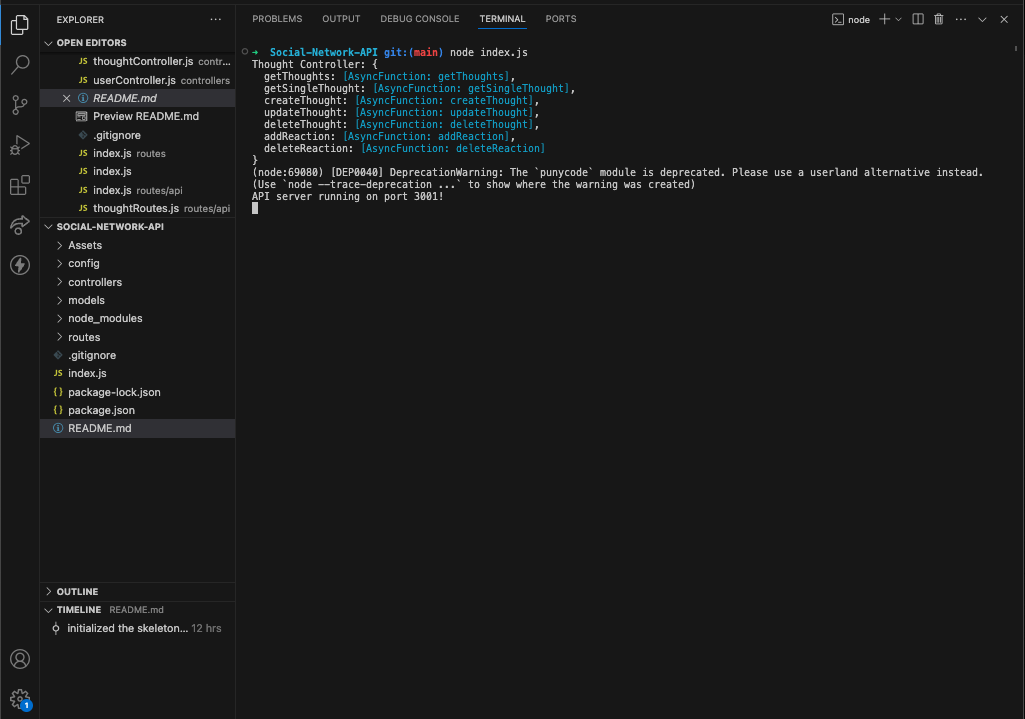 EXPLORER
OPEN EDITORS
JS thoughtController.js contr...
JS userController.js controllers
README.md
Preview README.md
.gitignore
JS index.js routes
JS index.js
JS index.js routes/api
JS thoughtRoutes.js routes/api
SOCIAL-NETWORK-API
Assets
config
controllers
models
node_modules
routes
.gitignore
JS index.js
{} package-lock.json
{} package.json
README.md
OUTLINE
TIMELINE README.md
initialized the skeleton... 12 hrs
1
PROBLEMS OUTPUT DEBUG CONSOLE TERMINAL PORTS
node
→ Social-Network-API git:(main) node index.js
Thought Controller: {
  getThoughts: [AsyncFunction: getThoughts],
  getSingleThought: [AsyncFunction: getSingleThought],
  createThought: [AsyncFunction: createThought],
  updateThought: [AsyncFunction: updateThought],
  deleteThought: [AsyncFunction: deleteThought],
  addReaction: [AsyncFunction: addReaction],
  deleteReaction: [AsyncFunction: deleteReaction]
}
(node:69080) [DEP0040] DeprecationWarning: The `punycode` module is deprecated. Please use a userland alternative instead.
(Use `node --trace-deprecation ...` to show where the warning was created)
API server running on port 3001!